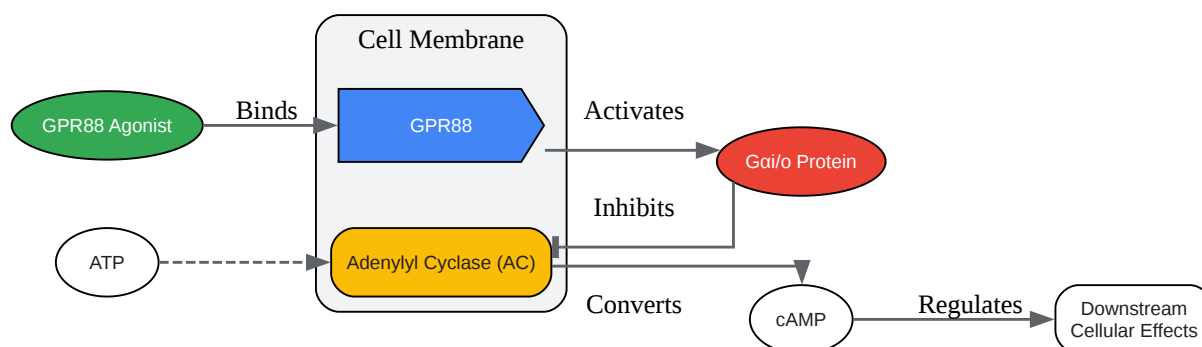 Cell Membrane
GPR88 Agonist
Binds
GPR88
Activates
Gαi/o Protein
Inhibits
ATP
Adenylyl Cyclase (AC)
Converts
cAMP
Regulates
Downstream
Cellular Effects